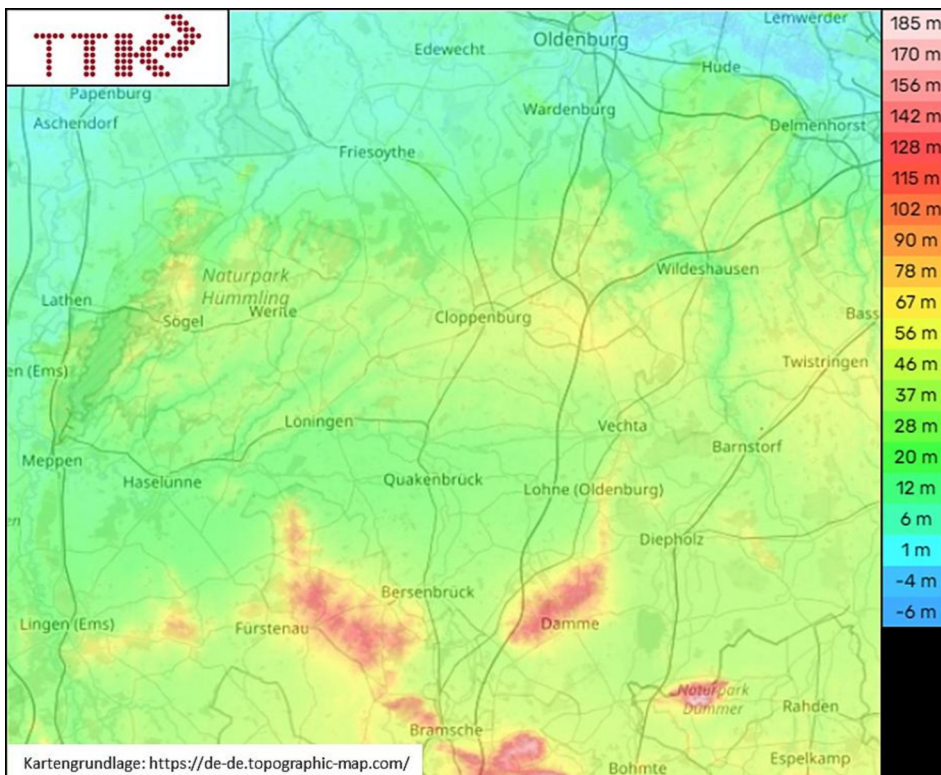 TTK
Lemwerder
Edewecht
Oldenburg
Hude
Papenburg
Aschendorf
Wardenburg
Delmenhorst
Friesoythe
Naturpark
Hümmling
Wildeshausen
Lathen
Sögel
Werlte
Cloppenburg
Bass
en (Ems)
Twistringen
Löningen
Vechta
Meppen
Barnstorf
Haselünne
Quakenbrück
Lohne (Oldenburg)
en
Diepholz
Bersenbrück
Lingen (Ems)
Fürstenau
Damme
Naturpark
Dümmer
Rahden
Bramsche
Bohmte
Espelkamp
Kartengrundlage: https://de-de.topographic-map.com/
185 m
170 m
156 m
142 m
128 m
115 m
102 m
90 m
78 m
67 m
56 m
46 m
37 m
28 m
20 m
12 m
6 m
1 m
-4 m
-6 m